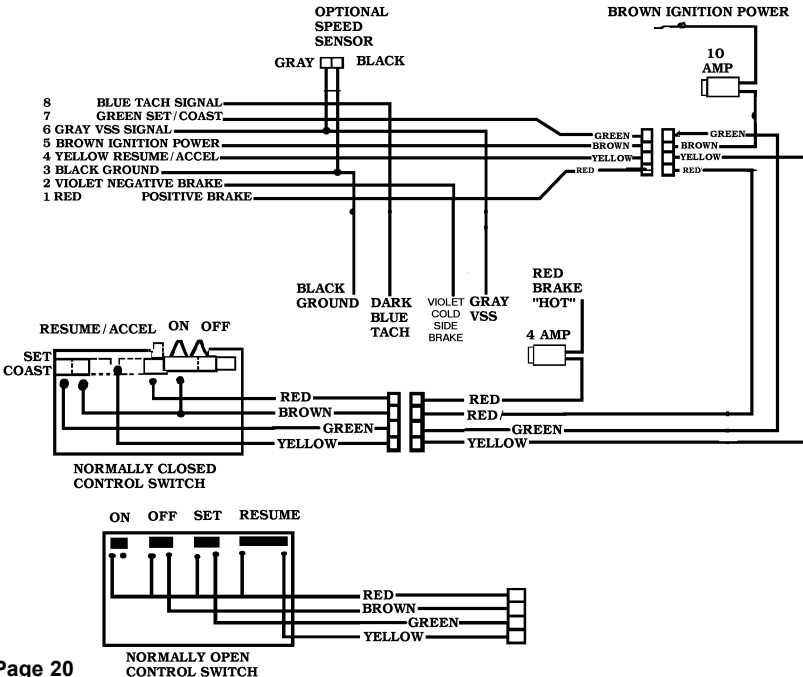 OPTIONAL
SPEED
SENSOR
GRAY BLACK
BROWN IGNITION POWER
10
AMP
8 BLUE TACH SIGNAL
7 GREEN SET/COAST
6 GRAY VSS SIGNAL
5 BROWN IGNITION POWER
4 YELLOW RESUME/ACCEL
3 BLACK GROUND
2 VIOLET NEGATIVE BRAKE
1 RED POSITIVE BRAKE
GREEN
BROWN
YELLOW
RED
GREEN
BROWN
YELLOW
RED/
BLACK
GROUND
DARK
BLUE
TACH
VIOLET
COLD
SIDE
BRAKE
GRAY
VSS
RED
BRAKE
"HOT"
4 AMP
RESUME/ACCEL ON OFF
SET
COAST
RED
BROWN
GREEN
YELLOW
RED
RED/
GREEN
YELLOW
NORMALLY CLOSED
CONTROL SWITCH
ON OFF SET RESUME
RED
BROWN
GREEN
YELLOW
NORMALLY OPEN
CONTROL SWITCH
Page 20